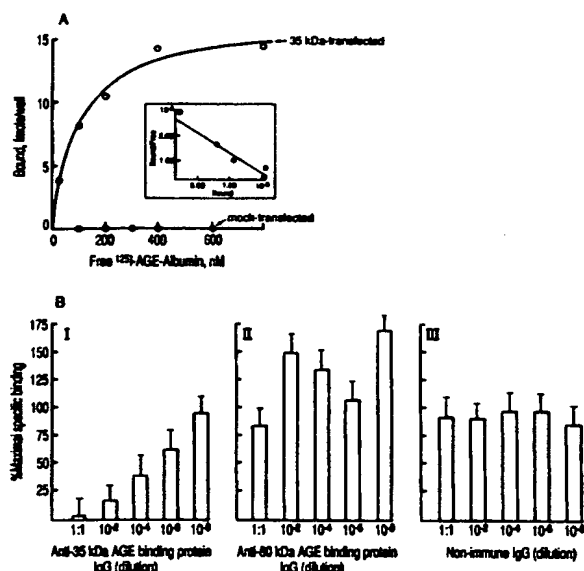 A
15
10
5
0
Bound, fmole/well
35 kDa-transfected
mock-transfected
Bound/Free
Bound
0 200 400 600
Free ¹²⁵I-AGE-Albumin, nM
B
I II III
175
150
125
100
75
50
25
% Maximal specific binding
1:1 10⁻² 10⁻⁴ 10⁻⁶ 10⁻⁸
1:1 10⁻² 10⁻⁴ 10⁻⁶ 10⁻⁸
1:1 10⁻² 10⁻⁴ 10⁻⁶ 10⁻⁸
Anti-35 kDa AGE binding protein
IgG (dilution)
Anti-80 kDa AGE binding protein
IgG (dilution)
Non-immune IgG (dilution)